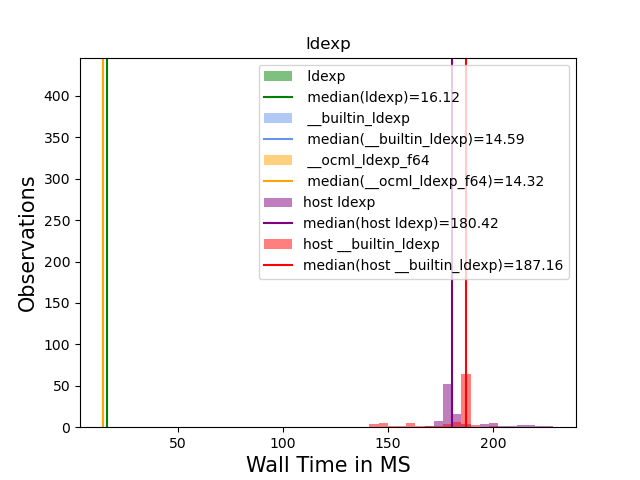 ldexp
Observations
400
350
300
250
200
150
100
50
0
ldexp
median(ldexp)=16.12
__builtin_ldexp
median(__builtin_ldexp)=14.59
__ocml_ldexp_f64
median(__ocml_ldexp_f64)=14.32
host ldexp
median(host ldexp)=180.42
host __builtin_ldexp
median(host __builtin_ldexp)=187.16
50 100 150 200
Wall Time in MS